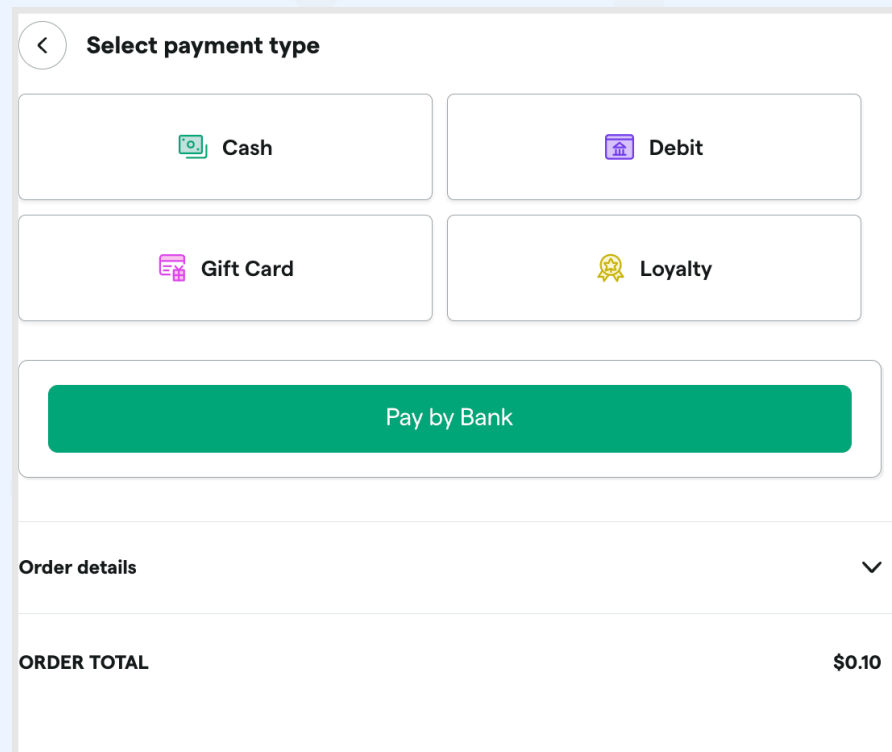 Select payment type
Cash
Debit
Gift Card
Loyalty
Pay by Bank
Order details
ORDER TOTAL $0.10